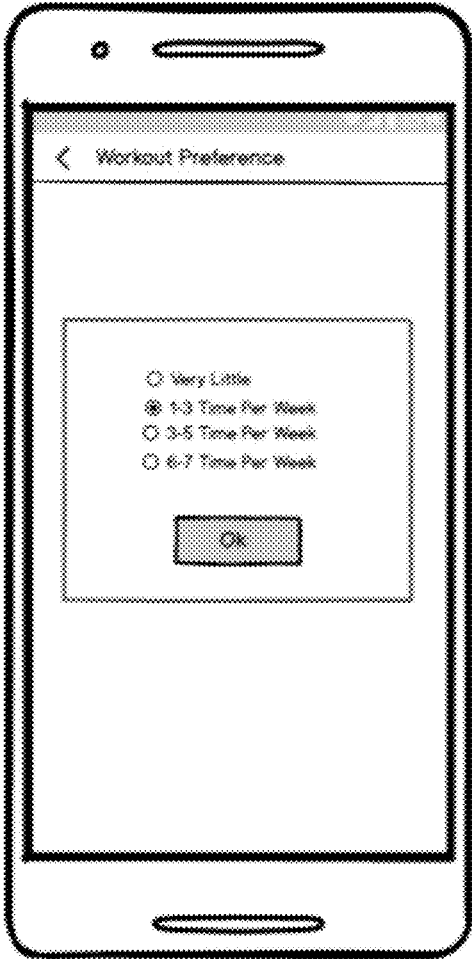 Workout Preference
Very Little
1-3 Time Per Week
3-5 Time Per Week
6-7 Time Per Week
Ok